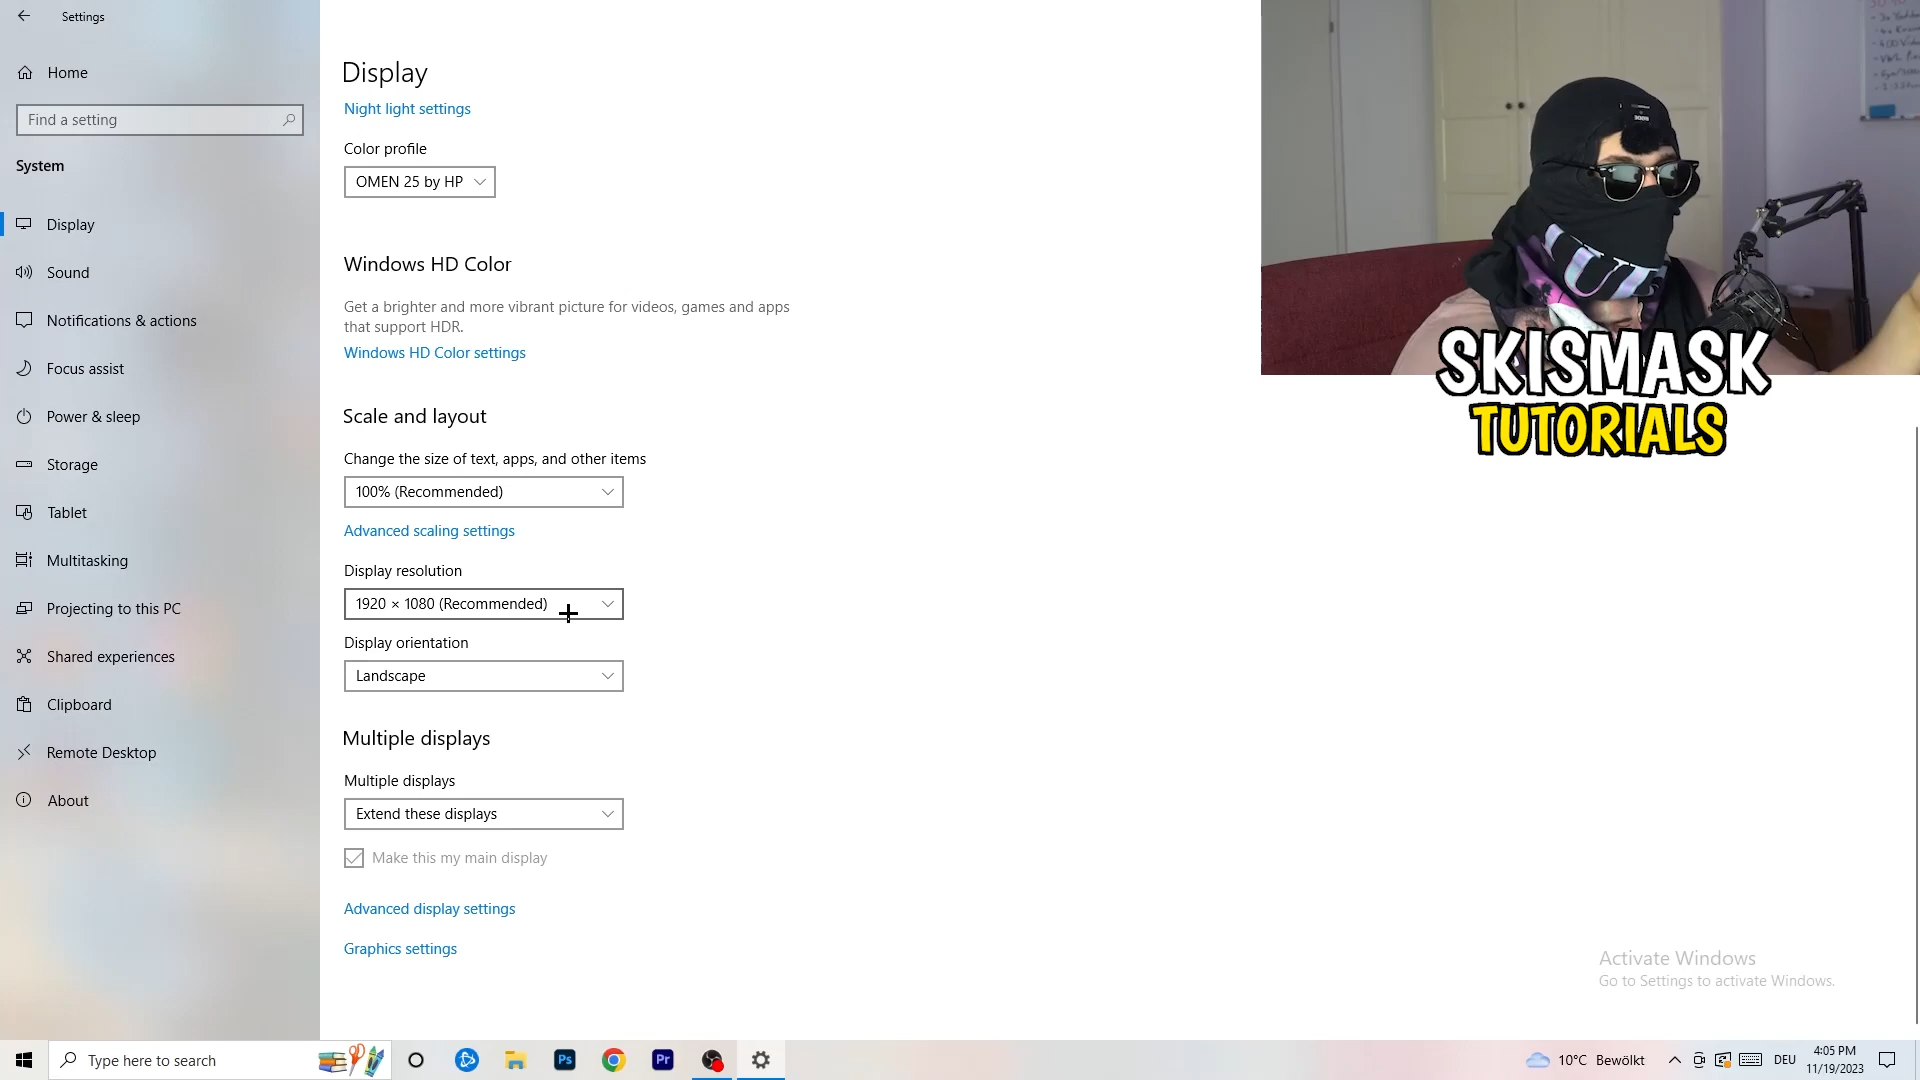 Settings
Home
Find a setting
System
Display
Sound
Notifications & actions
Focus assist
Power & sleep
Storage
Tablet
Multitasking
Projecting to this PC
Shared experiences
Clipboard
Remote Desktop
About
Display
Night light settings
Color profile
OMEN 25 by HP
Windows HD Color
Get a brighter and more vibrant picture for videos, games and apps
that support HDR.
Windows HD Color settings
Scale and layout
Change the size of text, apps, and other items
100% (Recommended)
Advanced scaling settings
Display resolution
1920 × 1080 (Recommended)
Display orientation
Landscape
Multiple displays
Multiple displays
Extend these displays
Make this my main display
Advanced display settings
Graphics settings
SKISMASK
TUTORIALS
Activate Windows
Go to Settings to activate Windows.
Type here to search
Ps
Pr
10°C Bewölkt
DEU
4:05 PM
11/19/2023